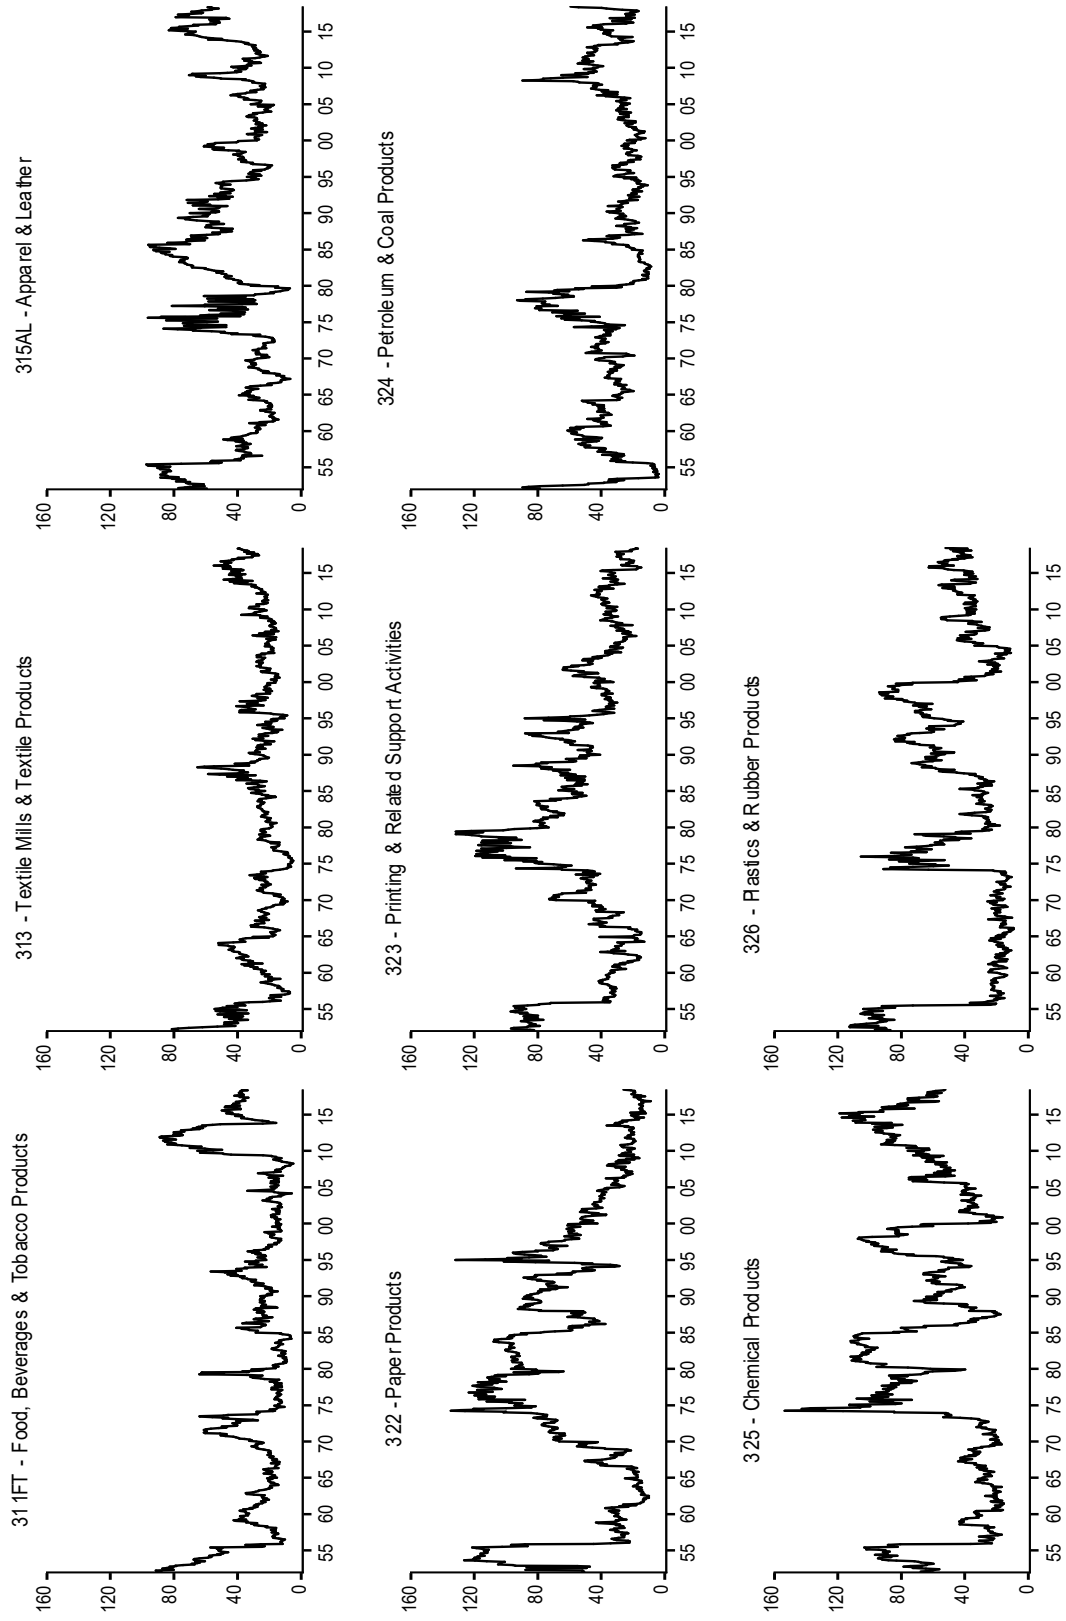 311FT - Food, Beverages & Tobacco Products
160
120
80
40
0
55 60 65 70 75 80 85 90 95 00 05 10 15
313 - Textile Mills & Textile Products
160
120
80
40
0
55 60 65 70 75 80 85 90 95 00 05 10 15
315AL - Apparel & Leather
160
120
80
40
0
55 60 65 70 75 80 85 90 95 00 05 10 15
322 - Paper Products
160
120
80
40
0
55 60 65 70 75 80 85 90 95 00 05 10 15
323 - Printing & Related Support Activities
160
120
80
40
0
55 60 65 70 75 80 85 90 95 00 05 10 15
324 - Petroleum & Coal Products
160
120
80
40
0
55 60 65 70 75 80 85 90 95 00 05 10 15
325 - Chemical Products
160
120
80
40
0
55 60 65 70 75 80 85 90 95 00 05 10 15
326 - Plastics & Rubber Products
160
120
80
40
0
55 60 65 70 75 80 85 90 95 00 05 10 15